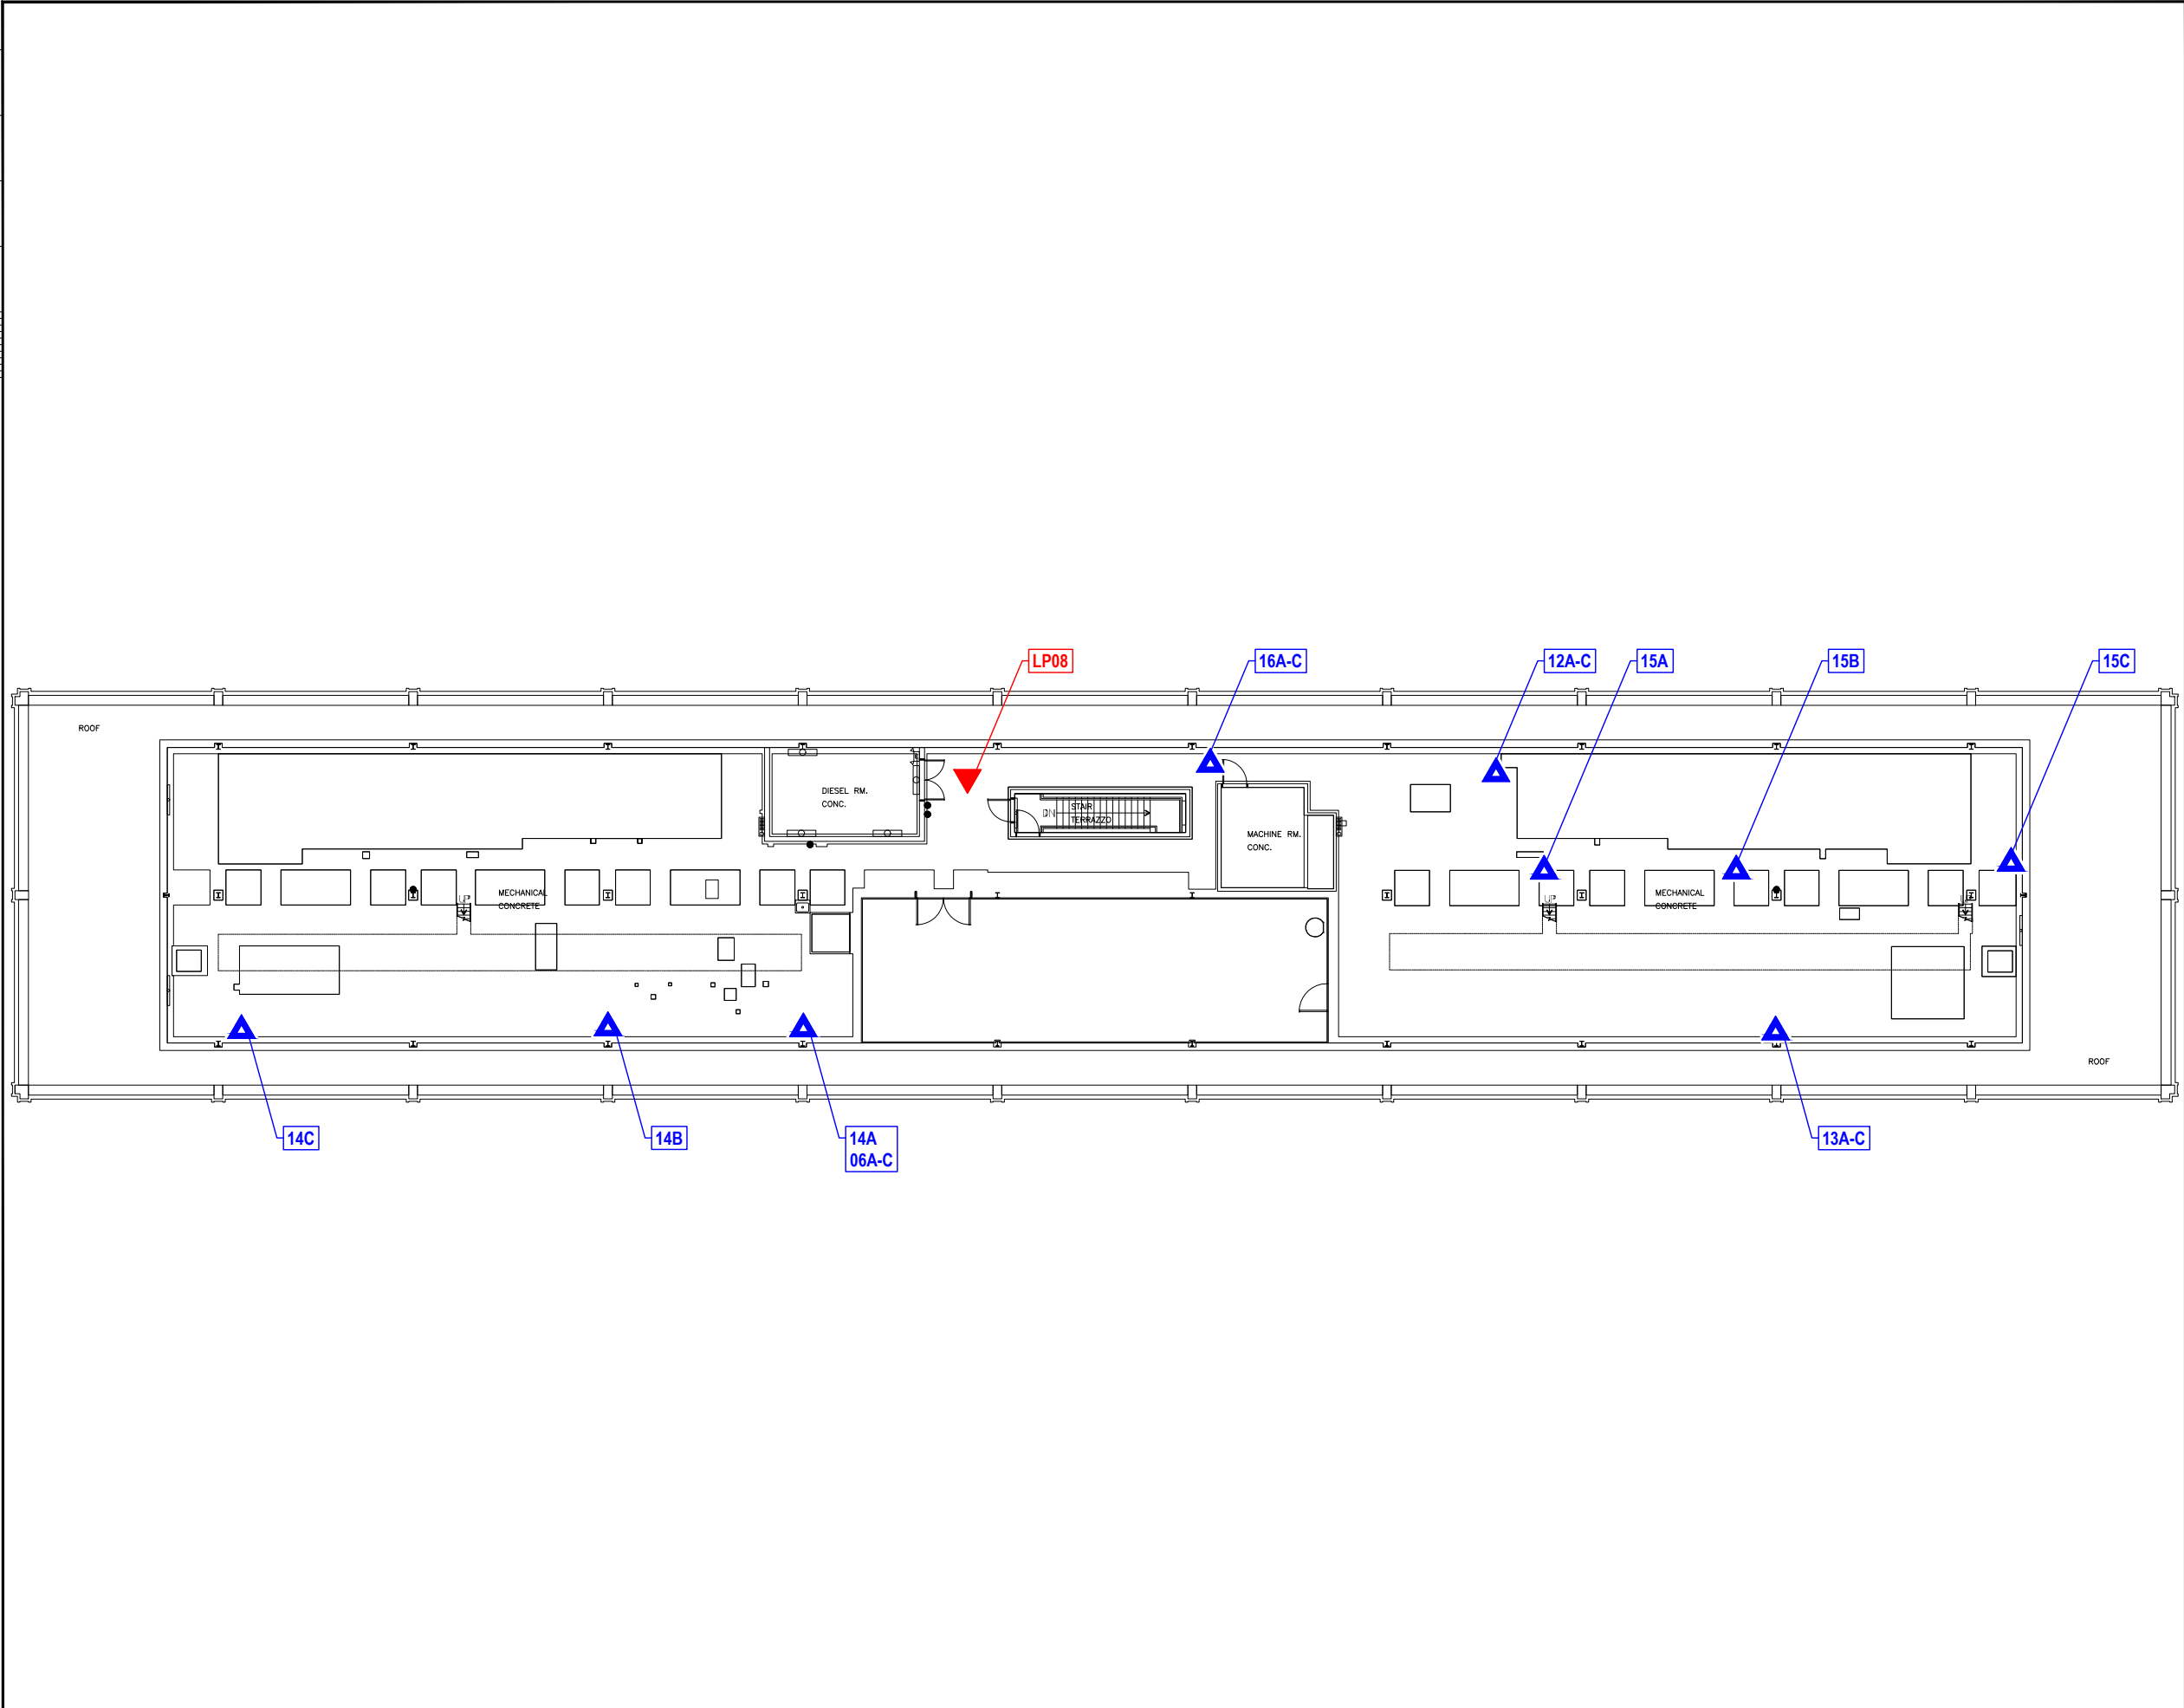 LP08
16A-C
12A-C
15A
15B
15C
ROOF
DIESEL RM.
CONC.
DN
STAIR
TERRAZZO
MACHINE RM.
CONC.
UP
MECHANICAL
CONCRETE
UP
MECHANICAL
CONCRETE
ROOF
14C
14B
14A
06A-C
13A-C